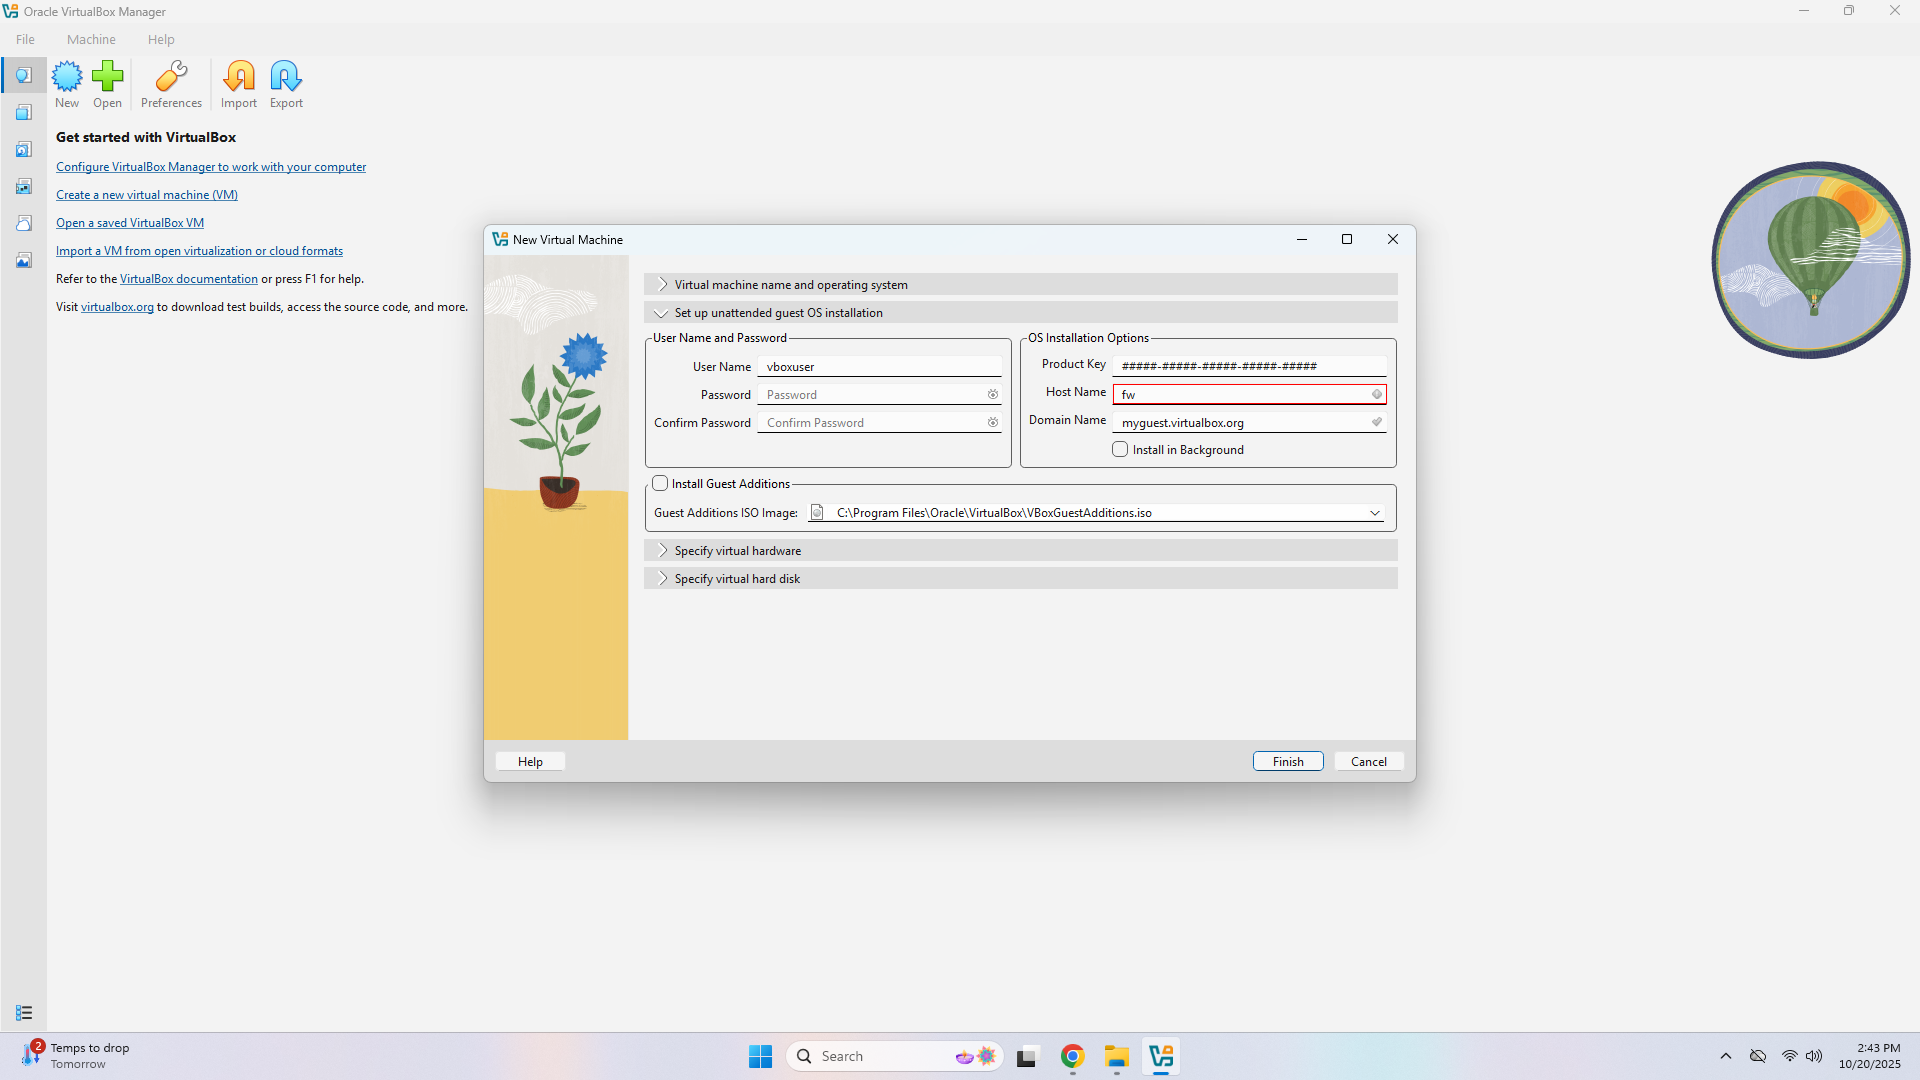 Oracle VirtualBox Manager
File Machine Help
New Open Preferences Import Export
Get started with VirtualBox
Configure VirtualBox Manager to work with your computer
Create a new virtual machine (VM)
Open a saved VirtualBox VM
Import a VM from open virtualization or cloud formats
Refer to the VirtualBox documentation or press F1 for help.
Visit virtualbox.org to download test builds, access the source code, and more.
New Virtual Machine
Virtual machine name and operating system
Set up unattended guest OS installation
User Name and Password
User Name vboxuser
Password Password
Confirm Password Confirm Password
OS Installation Options
Product Key #####-#####-#####-#####-#####
Host Name fw
Domain Name myguest.virtualbox.org
Install in Background
Install Guest Additions
Guest Additions ISO Image: C:\Program Files\Oracle\VirtualBox\VBoxGuestAdditions.iso
Specify virtual hardware
Specify virtual hard disk
Help Finish Cancel
2
Temps to drop
Tomorrow
Search
2:43 PM
10/20/2025